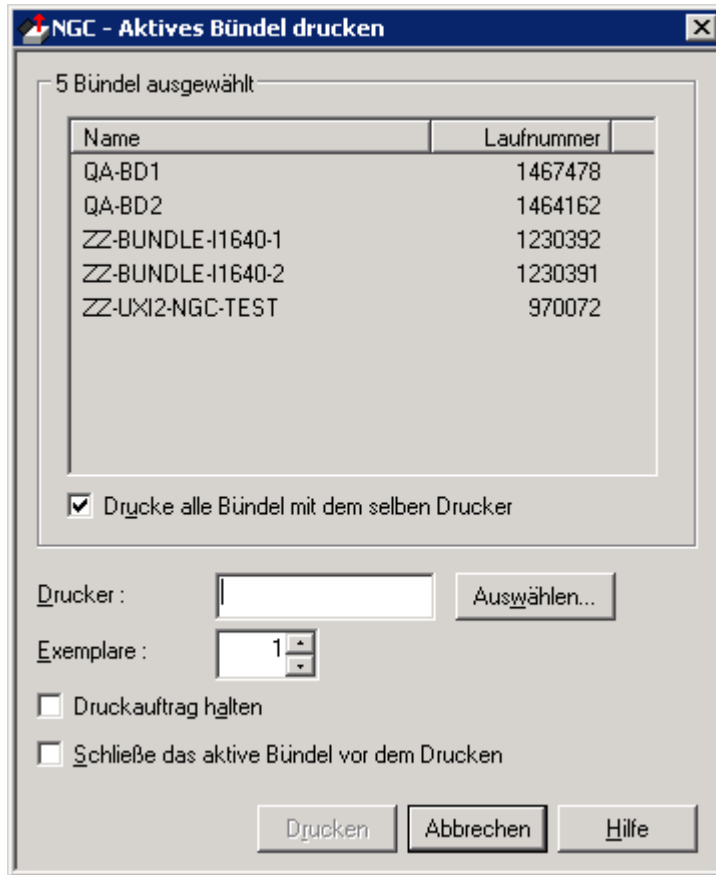 NGC - Aktives Bündel drucken
5 Bündel ausgewählt
Name Laufnummer
QA-BD1 1467478
QA-BD2 1464162
ZZ-BUNDLE-I1640-1 1230392
ZZ-BUNDLE-I1640-2 1230391
ZZ-UXI2-NGC-TEST 970072
Drucke alle Bündel mit dem selben Drucker
Drucker : Auswählen...
Exemplare : 1
Druckauftrag halten
Schließe das aktive Bündel vor dem Drucken
Drucken Abbrechen Hilfe